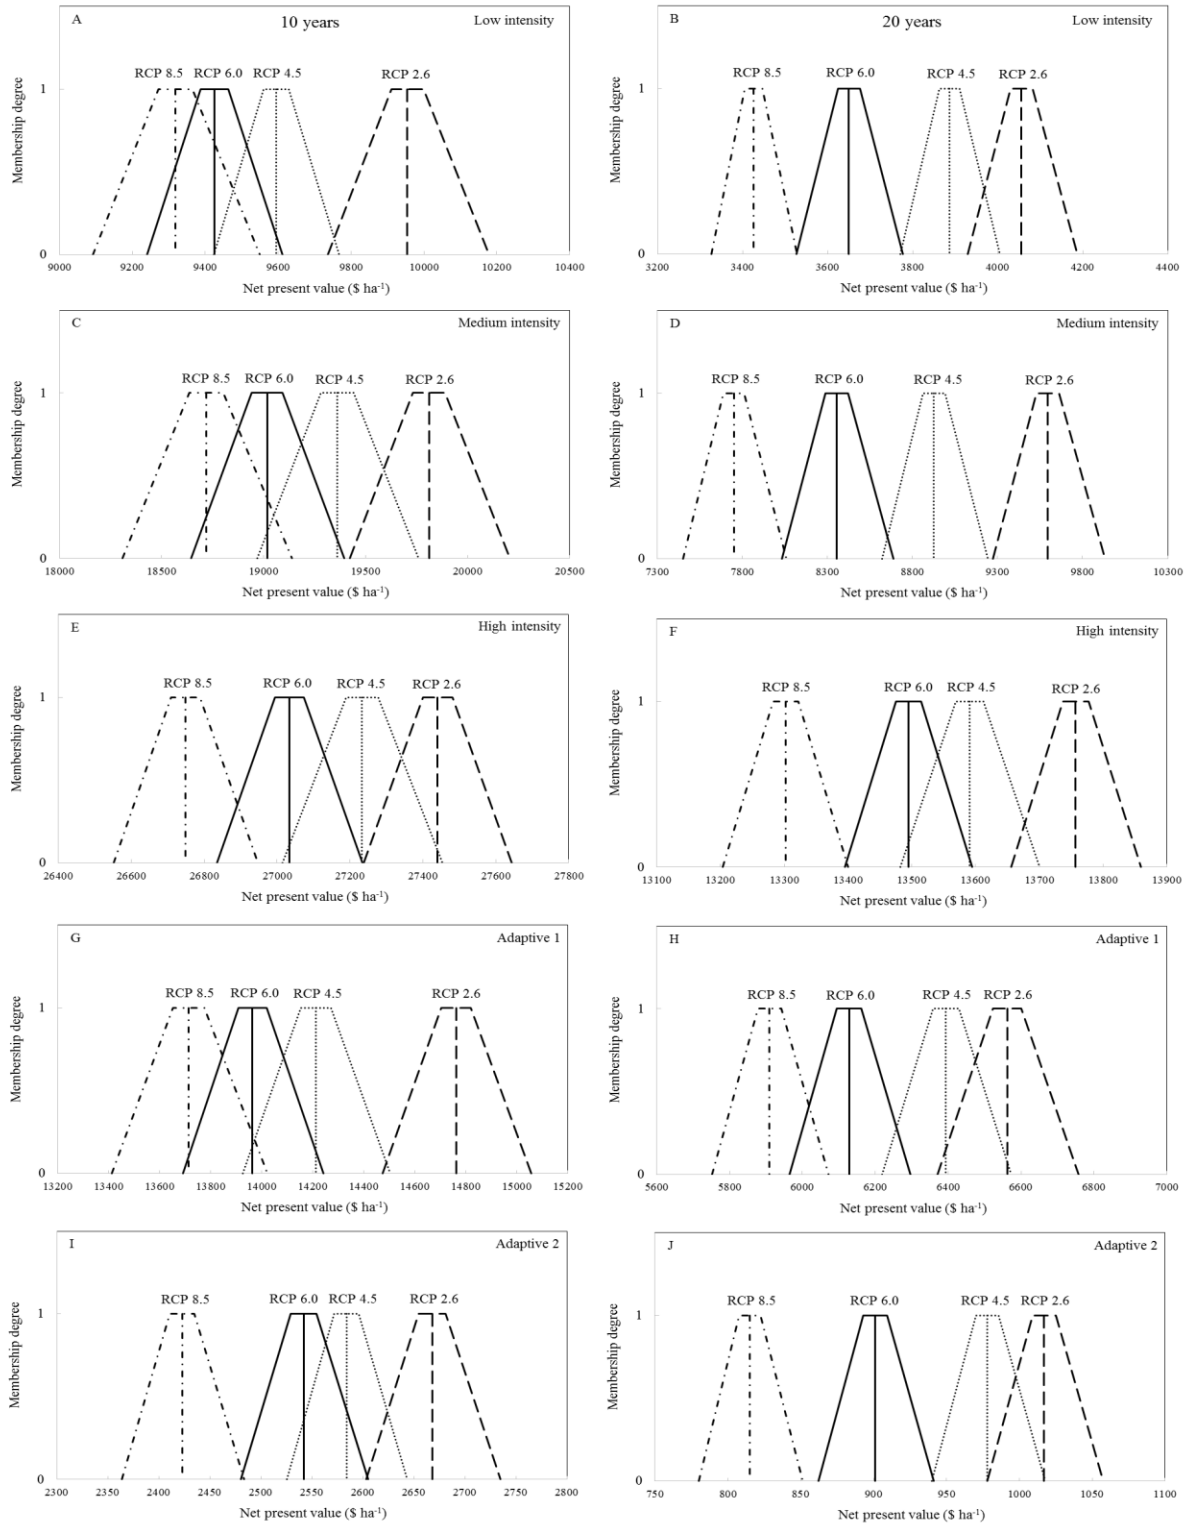 A 10 years Low intensity
RCP 8.5 RCP 6.0 RCP 4.5 RCP 2.6
Membership degree
1
0
9000 9200 9400 9600 9800 10000 10200 10400
Net present value ($ ha-1)
B 20 years Low intensity
RCP 8.5 RCP 6.0 RCP 4.5 RCP 2.6
Membership degree
1
0
3200 3400 3600 3800 4000 4200 4400
Net present value ($ ha-1)
C Medium intensity
RCP 8.5 RCP 6.0 RCP 4.5 RCP 2.6
Membership degree
1
0
18000 18500 19000 19500 20000 20500
Net present value ($ ha-1)
D Medium intensity
RCP 8.5 RCP 6.0 RCP 4.5 RCP 2.6
Membership degree
1
0
7300 7800 8300 8800 9300 9800 10300
Net present value ($ ha-1)
E High intensity
RCP 8.5 RCP 6.0 RCP 4.5 RCP 2.6
Membership degree
1
0
26400 26600 26800 27000 27200 27400 27600 27800
Net present value ($ ha-1)
F High intensity
RCP 8.5 RCP 6.0 RCP 4.5 RCP 2.6
Membership degree
1
0
13100 13200 13300 13400 13500 13600 13700 13800 13900
Net present value ($ ha-1)
G Adaptive 1
RCP 8.5 RCP 6.0 RCP 4.5 RCP 2.6
Membership degree
1
0
13200 13400 13600 13800 14000 14200 14400 14600 14800 15000 15200
Net present value ($ ha-1)
H Adaptive 1
RCP 8.5 RCP 6.0 RCP 4.5 RCP 2.6
Membership degree
1
0
5600 5800 6000 6200 6400 6600 6800 7000
Net present value ($ ha-1)
I Adaptive 2
RCP 8.5 RCP 6.0 RCP 4.5 RCP 2.6
Membership degree
1
0
2300 2350 2400 2450 2500 2550 2600 2650 2700 2750 2800
Net present value ($ ha-1)
J Adaptive 2
RCP 8.5 RCP 6.0 RCP 4.5 RCP 2.6
Membership degree
1
0
750 800 850 900 950 1000 1050 1100
Net present value ($ ha-1)